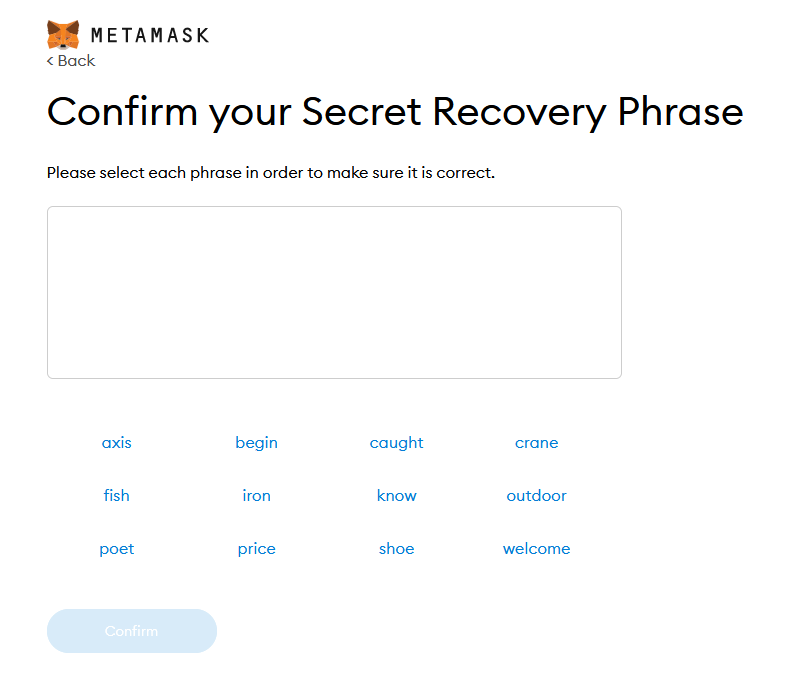 METAMASK
< Back
Confirm your Secret Recovery Phrase
Please select each phrase in order to make sure it is correct.
axis begin caught crane
fish iron know outdoor
poet price shoe welcome
Confirm